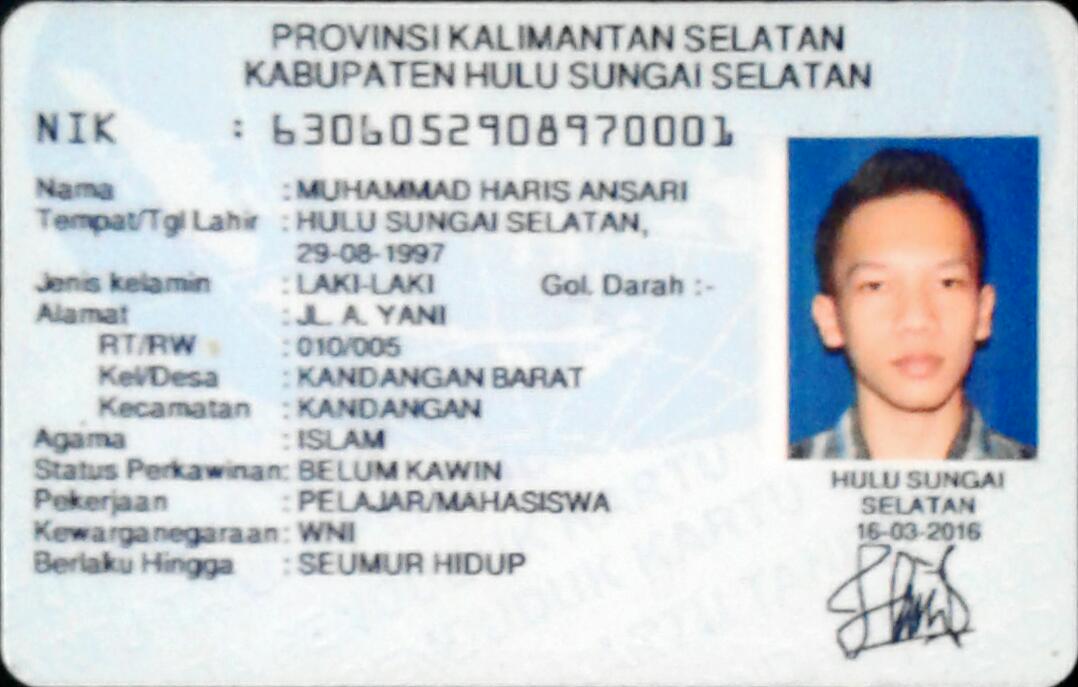 PROVINSI KALIMANTAN SELATAN
KABUPATEN HULU SUNGAI SELATAN
NIK : 6306052908970001
Nama : MUHAMMAD HARIS ANSARI
Tempat/Tgl Lahir : HULU SUNGAI SELATAN,
29-08-1997
Jenis kelamin : LAKI-LAKI Gol. Darah :-
Alamat : JL. A. YANI
RT/RW : 010/005
Kel/Desa : KANDANGAN BARAT
Kecamatan : KANDANGAN
Agama : ISLAM
Status Perkawinan: BELUM KAWIN
Pekerjaan : PELAJAR/MAHASISWA
Kewarganegaraan: WNI
Berlaku Hingga : SEUMUR HIDUP
HULU SUNGAI
SELATAN
16-03-2016